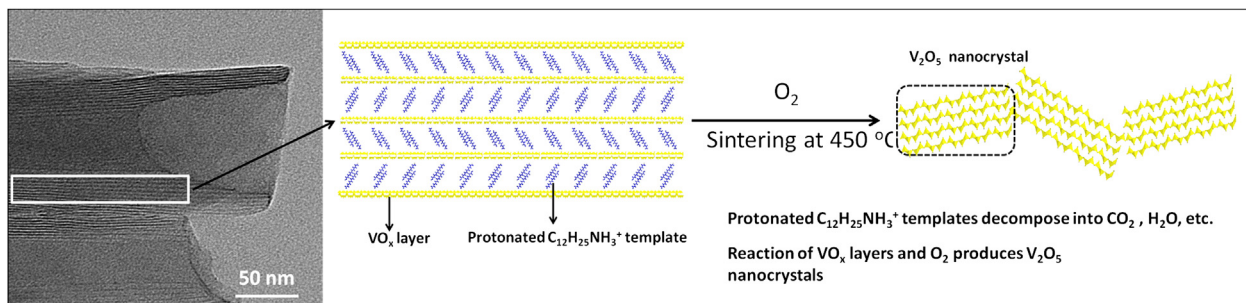 50 nm
VOₓ layer
Protonated C₁₂H₂₅NH₃⁺ template
O₂
Sintering at 450 °C
V₂O₅ nanocrystal
Protonated C₁₂H₂₅NH₃⁺ templates decompose into CO₂ , H₂O, etc.
Reaction of VOₓ layers and O₂ produces V₂O₅
nanocrystals